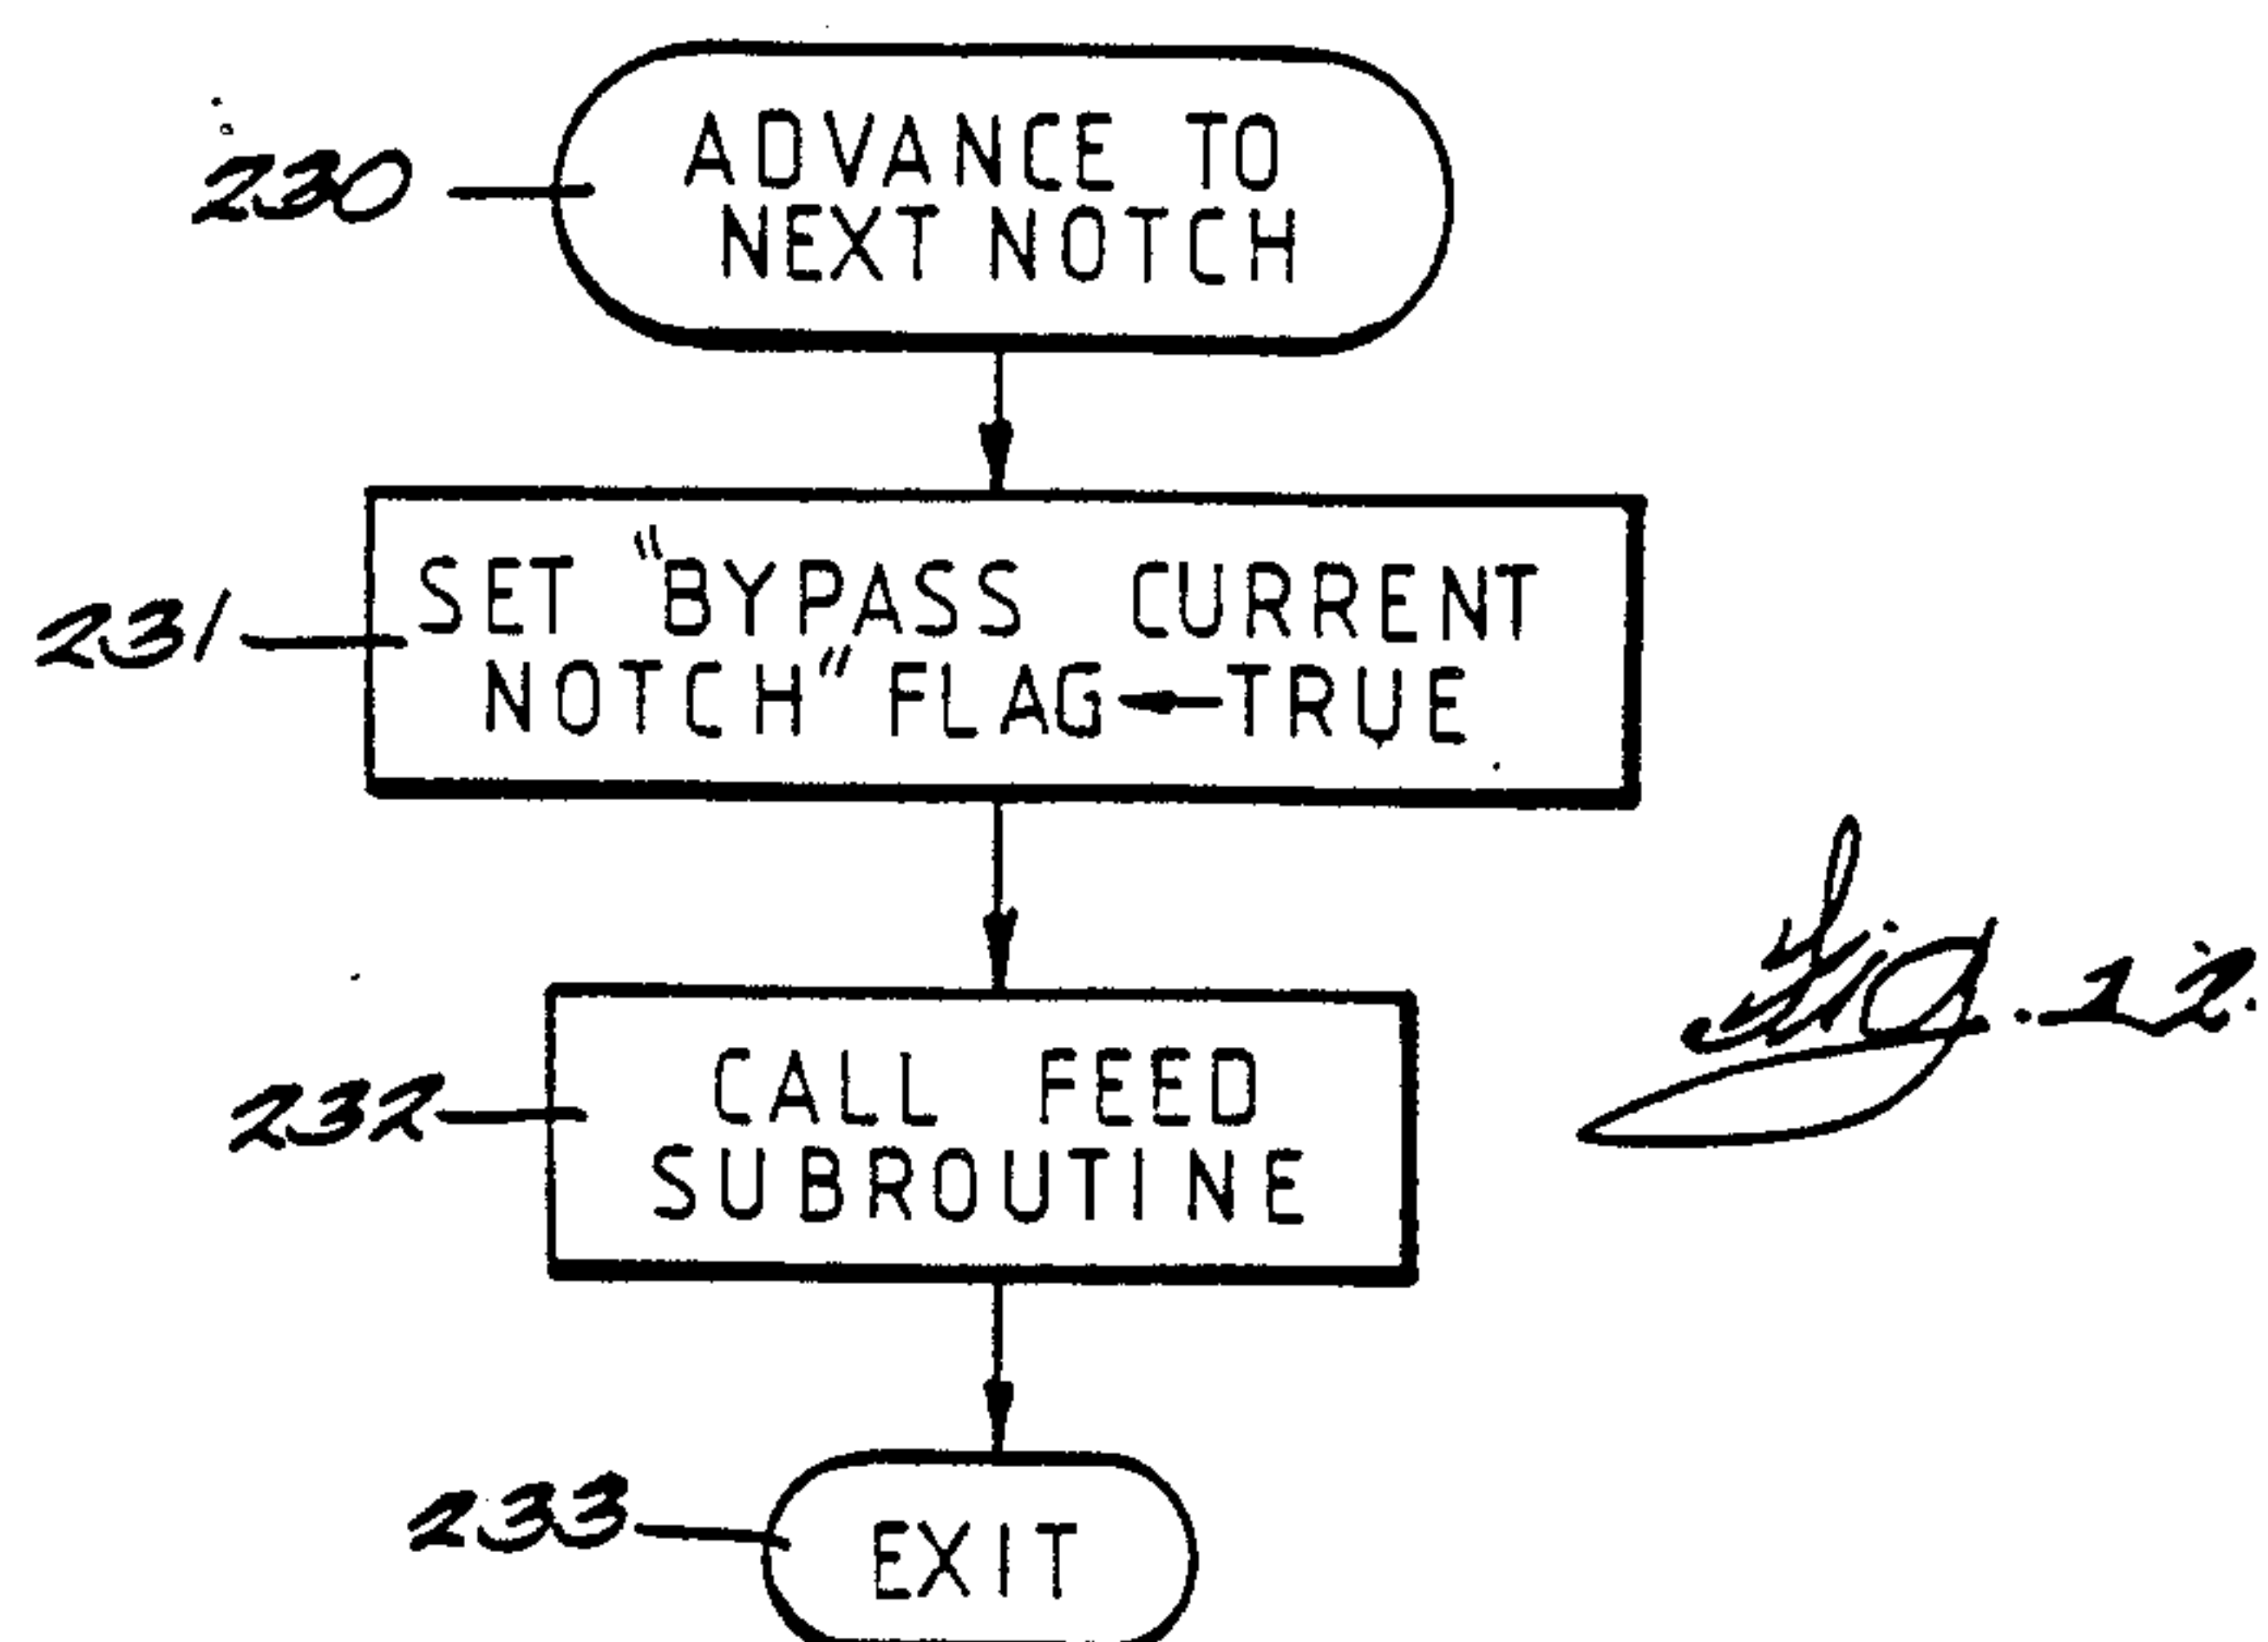 230
ADVANCE TO
NEXT NOTCH
231
SET "BYPASS CURRENT
NOTCH" FLAG←TRUE
Fig. 12.
232
CALL FEED
SUBROUTINE
233
EXIT